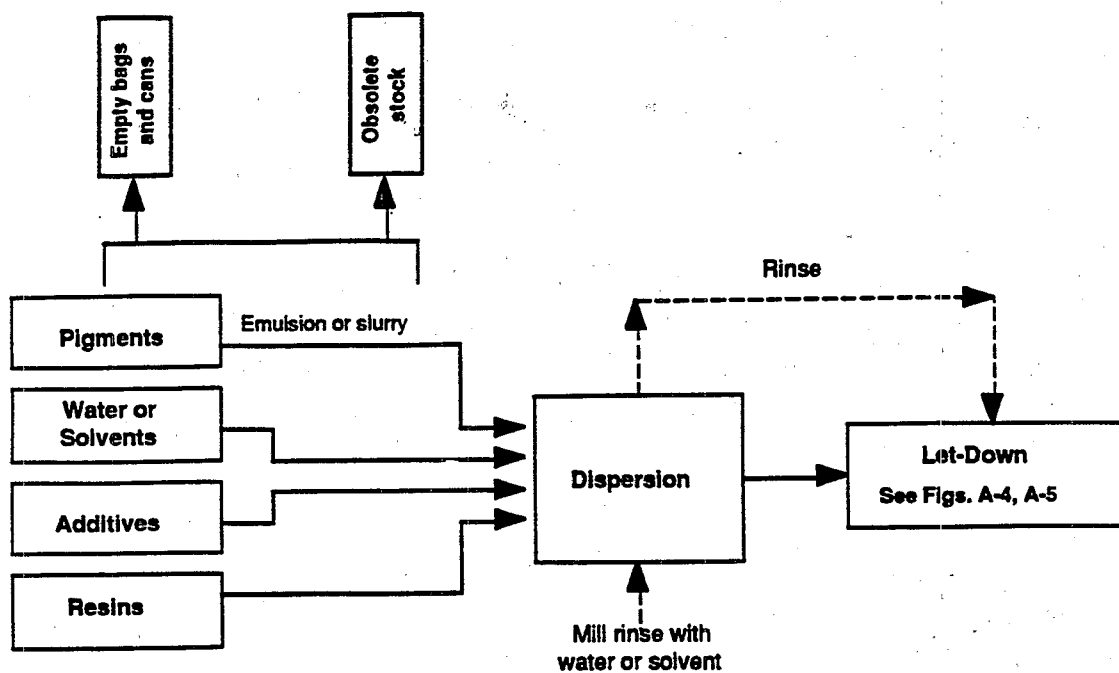 Empty bags
and cans
Obsolete
stock
Rinse
Pigments
Emulsion or slurry
Water or
Solvents
Additives
Resins
Dispersion
Let-Down
See Figs. A-4, A-5
Mill rinse with
water or solvent